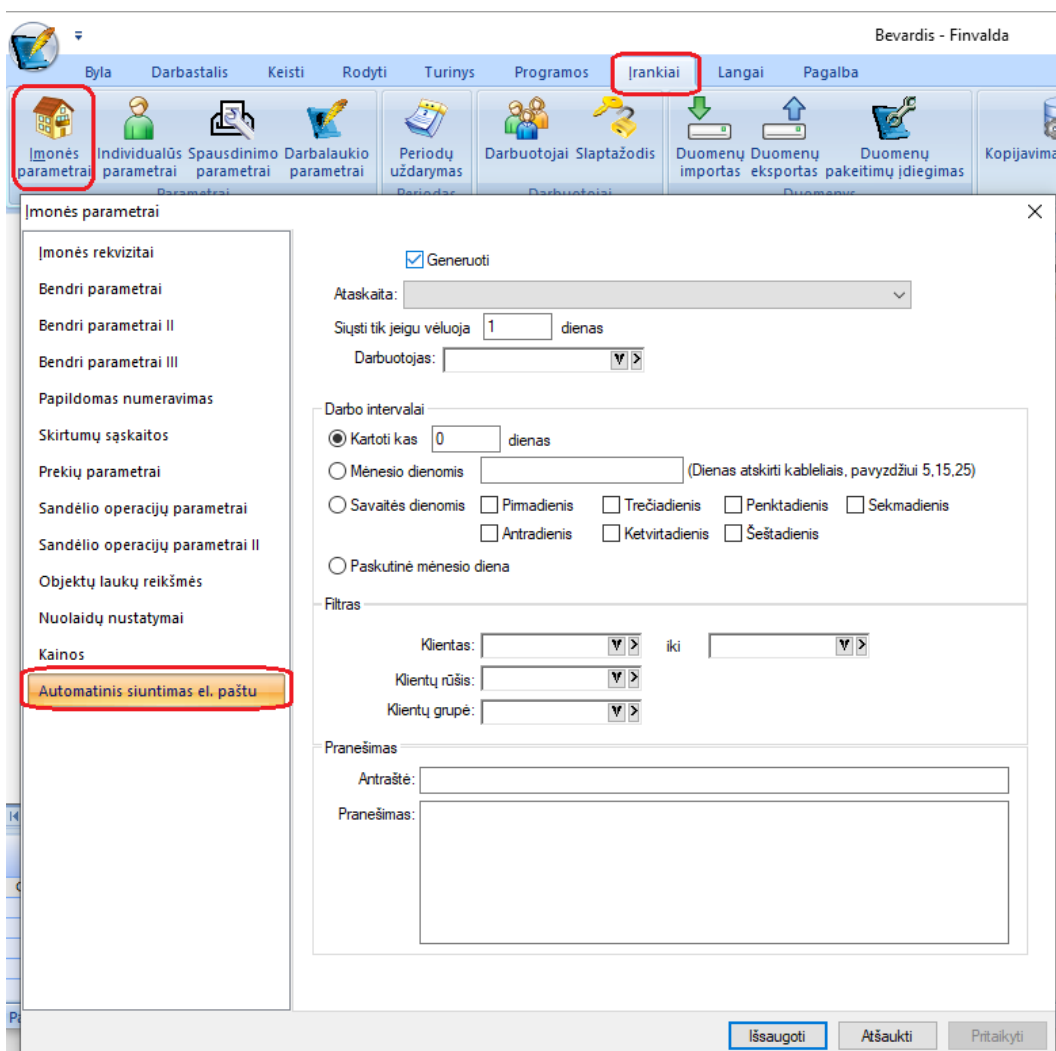 Bevardis - Finvalda
Byla Darbastalis Keisti Rodyti Turinys Programos Įrankiai Langai Pagalba
Įmonės parametrai
Individualūs parametrai
Spausdinimo parametrai
Darbalaukio parametrai
Periodų uždarymas
Darbuotojai
Slaptažodis
Duomenų importas
Duomenų eksportas
Duomenų pakeitimų įdiegimas
Kopijavima
Parametrai Periodas Darbuotojai Duomenys
Įmonės parametrai
Įmonės rekvizitai
Bendri parametrai
Bendri parametrai II
Bendri parametrai III
Papildomas numeravimas
Skirtumų sąskaitos
Prekių parametrai
Sandėlio operacijų parametrai
Sandėlio operacijų parametrai II
Objektų laukų reikšmės
Nuolaidų nustatymai
Kainos
Automatinis siuntimas el. paštu
Generuoti
Ataskaita:
Siųsti tik jeigu vėluoja 1 dienas
Darbuotojas:
Darbo intervalai
Kartoti kas 0 dienas
Mėnesio dienomis (Dienas atskirti kableliais, pavyzdžiui 5,15,25)
Savaitės dienomis Pirmadienis Trečiadienis Penktadienis Sekmadienis
Antradienis Ketvirtadienis Šeštadienis
Paskutinė mėnesio diena
Filtras
Klientas: iki
Klientų rūšis:
Klientų grupė:
Pranešimas
Antraštė:
Pranešimas:
Išsaugoti Atšaukti Pritaikyti